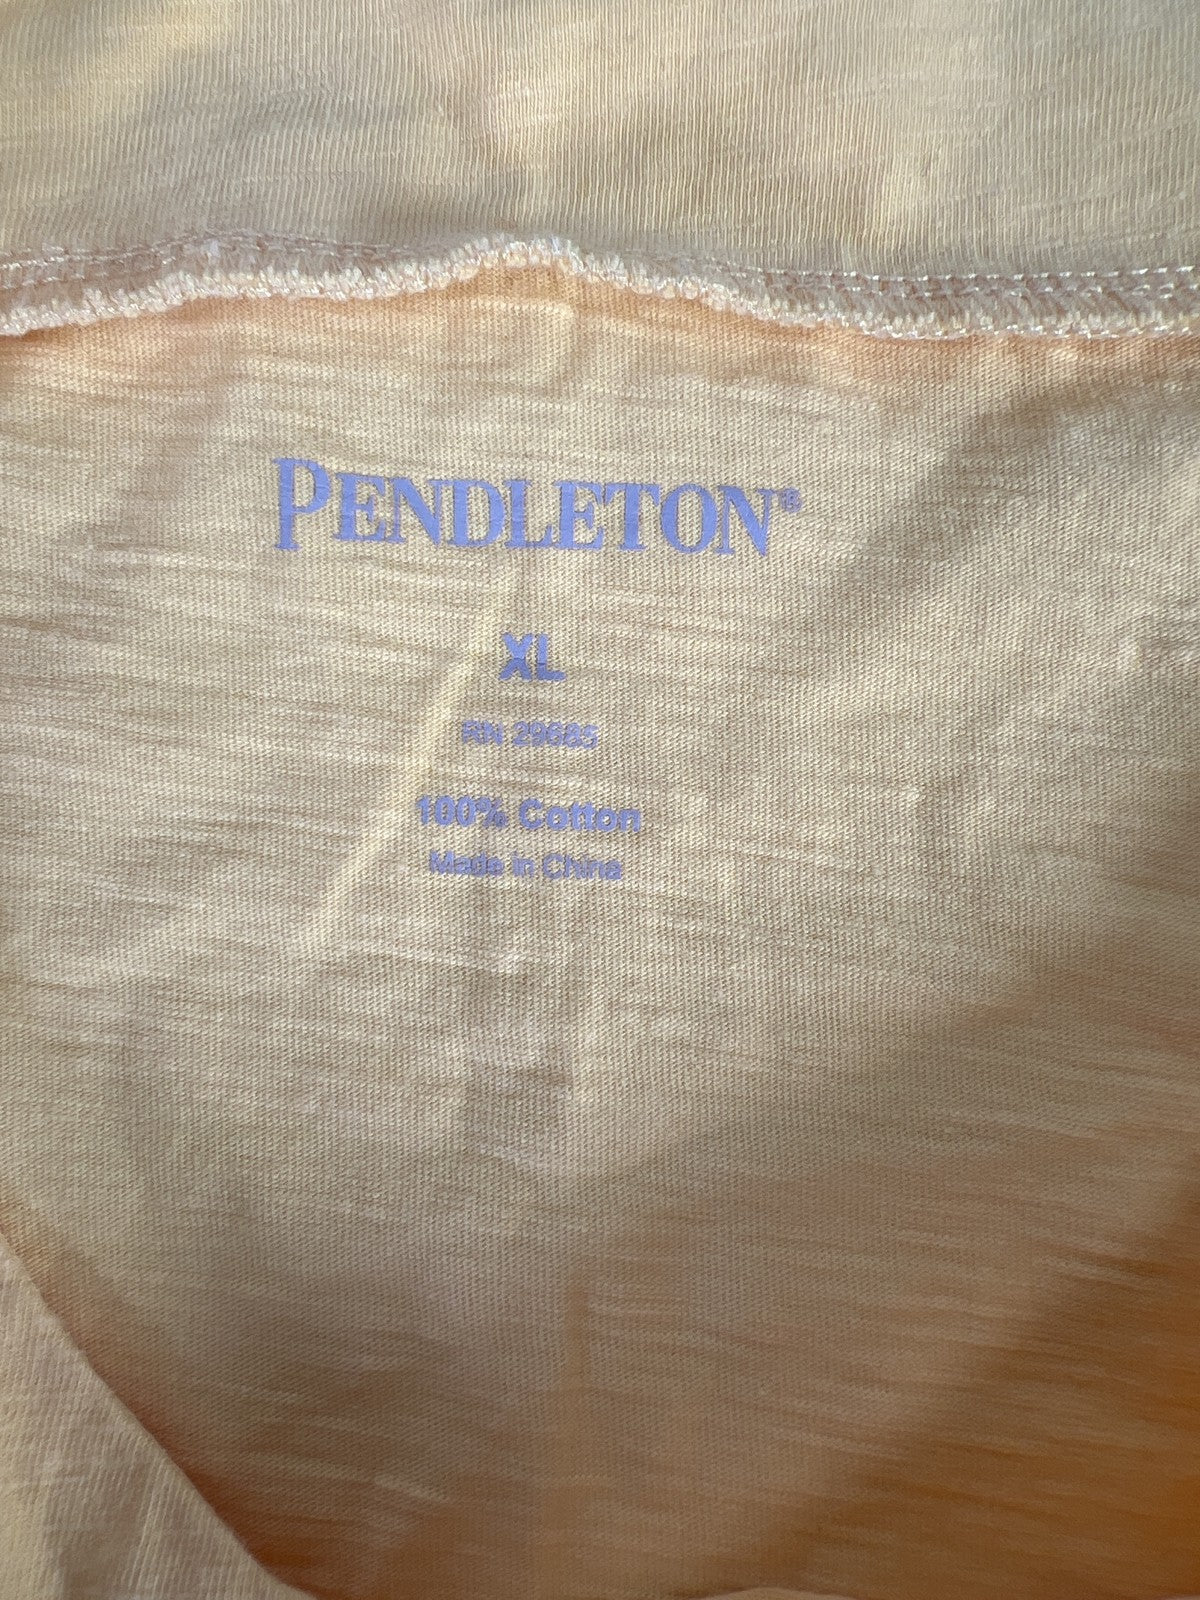 PENDLETON®
XL
RN 29685
100% Cotton
Made in China